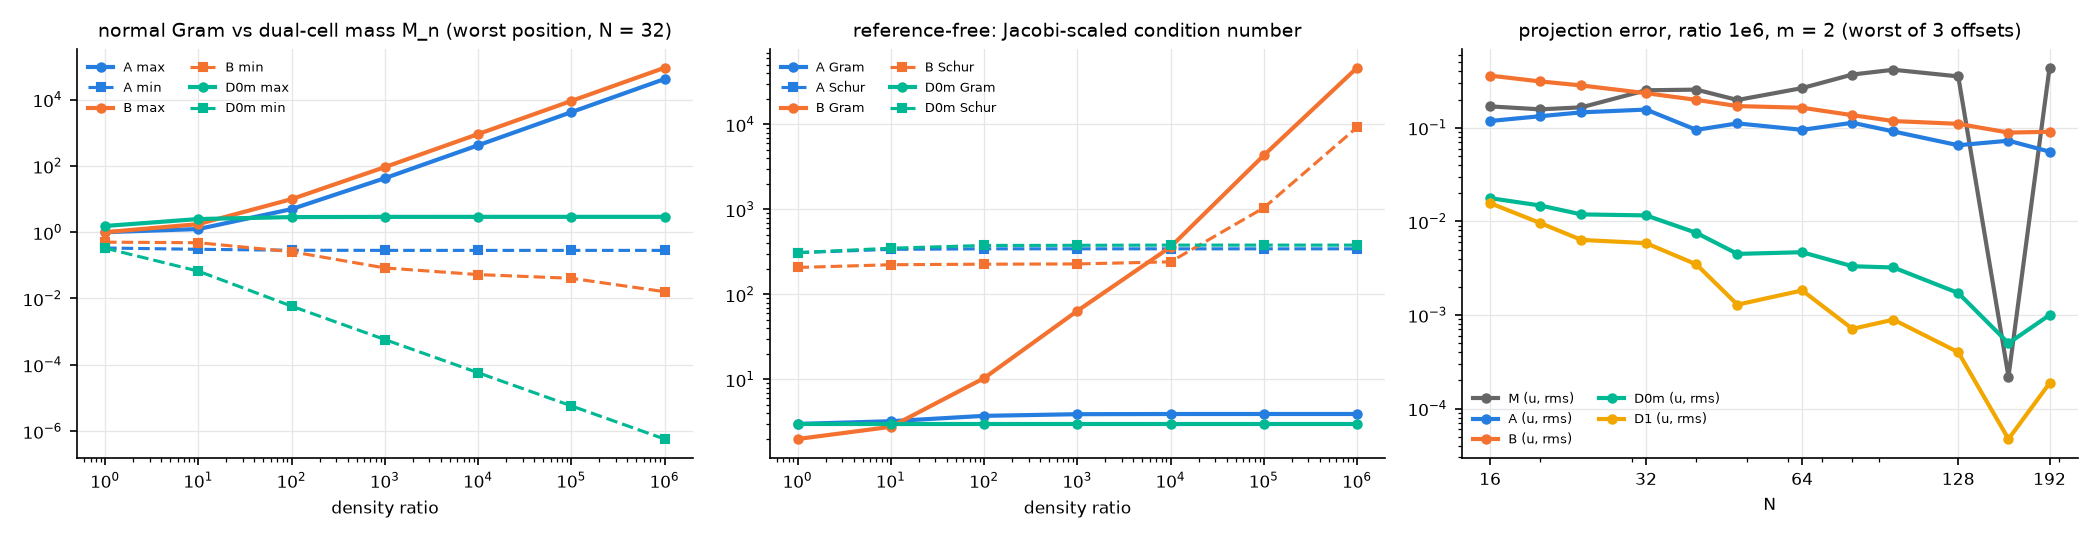 normal Gram vs dual-cell mass M_n (worst position, N = 32)
A max
A min
B max
B min
D0m max
D0m min
10^4
10^2
10^0
10^−2
10^−4
10^−6
10^0 10^1 10^2 10^3 10^4 10^5 10^6
density ratio
reference-free: Jacobi-scaled condition number
A Gram
A Schur
B Gram
B Schur
D0m Gram
D0m Schur
10^4
10^3
10^2
10^1
10^0 10^1 10^2 10^3 10^4 10^5 10^6
density ratio
projection error, ratio 1e6, m = 2 (worst of 3 offsets)
10^−1
10^−2
10^−3
10^−4
M (u, rms)
A (u, rms)
B (u, rms)
D0m (u, rms)
D1 (u, rms)
16 32 64 128 192
N